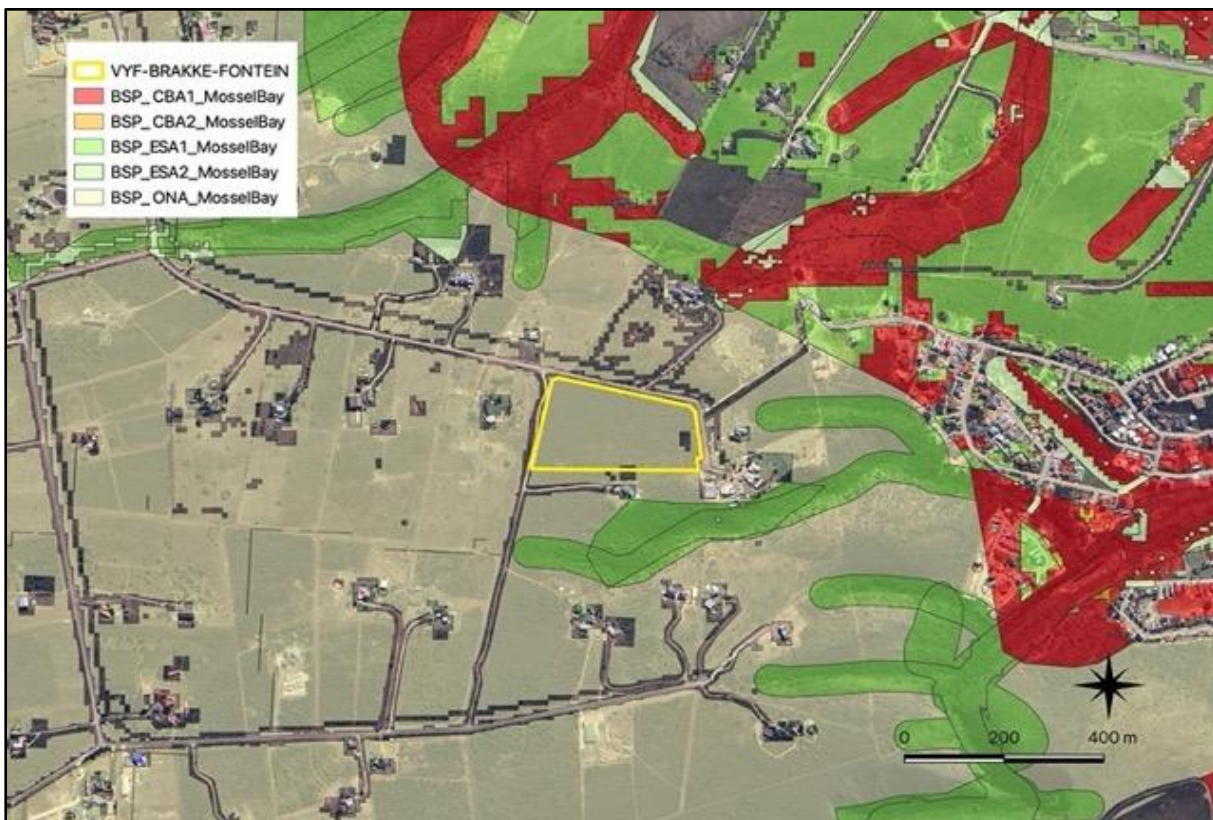 VYF-BRAKKE-FONTEIN
BSP_CBA1_MosselBay
BSP_CBA2_MosselBay
BSP_ESA1_MosselBay
BSP_ESA2_MosselBay
BSP_ONA_MosselBay
0 200 400 m